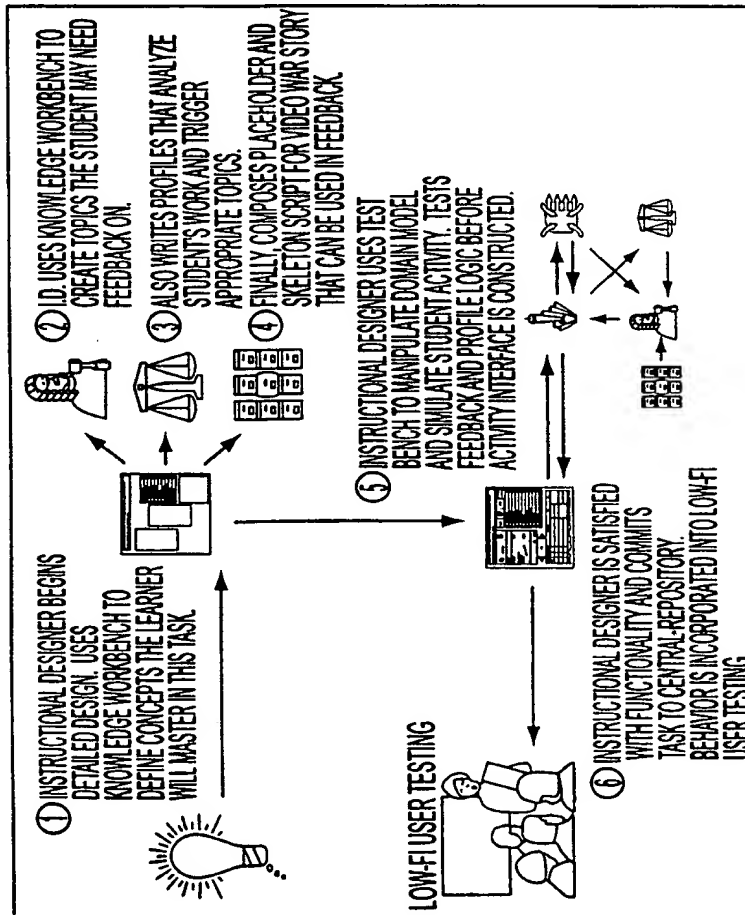 ① INSTRUCTIONAL DESIGNER BEGINS
DETAILED DESIGN. USES
KNOWLEDGE WORKBENCH TO
DEFINE CONCEPTS THE LEARNER
WILL MASTER IN THIS TASK.
② I.D. USES KNOWLEDGE WORKBENCH TO
CREATE TOPICS THE STUDENT MAY NEED
FEEDBACK ON.
③ ALSO WRITES PROFILES THAT ANALYZE
STUDENT'S WORK AND TRIGGER
APPROPRIATE TOPICS.
④ FINALLY COMPOSES PLACEHOLDER AND
SKELETON SCRIPT FOR VIDEO WAR STORY
THAT CAN BE USED IN FEEDBACK.
⑤ INSTRUCTIONAL DESIGNER USES TEST
BENCH TO MANIPULATE DOMAIN MODEL
AND SIMULATE STUDENT ACTIVITY. TESTS
FEEDBACK AND PROFILE LOGIC BEFORE
ACTIVITY INTERFACE IS CONSTRUCTED.
LOW-FI USER TESTING
⑥ INSTRUCTIONAL DESIGNER IS SATISFIED
WITH FUNCTIONALITY AND COMMITS
TASK TO CENTRAL-REPOSITORY.
BEHAVIOR IS INCORPORATED INTO LOW-FI
USER TESTING